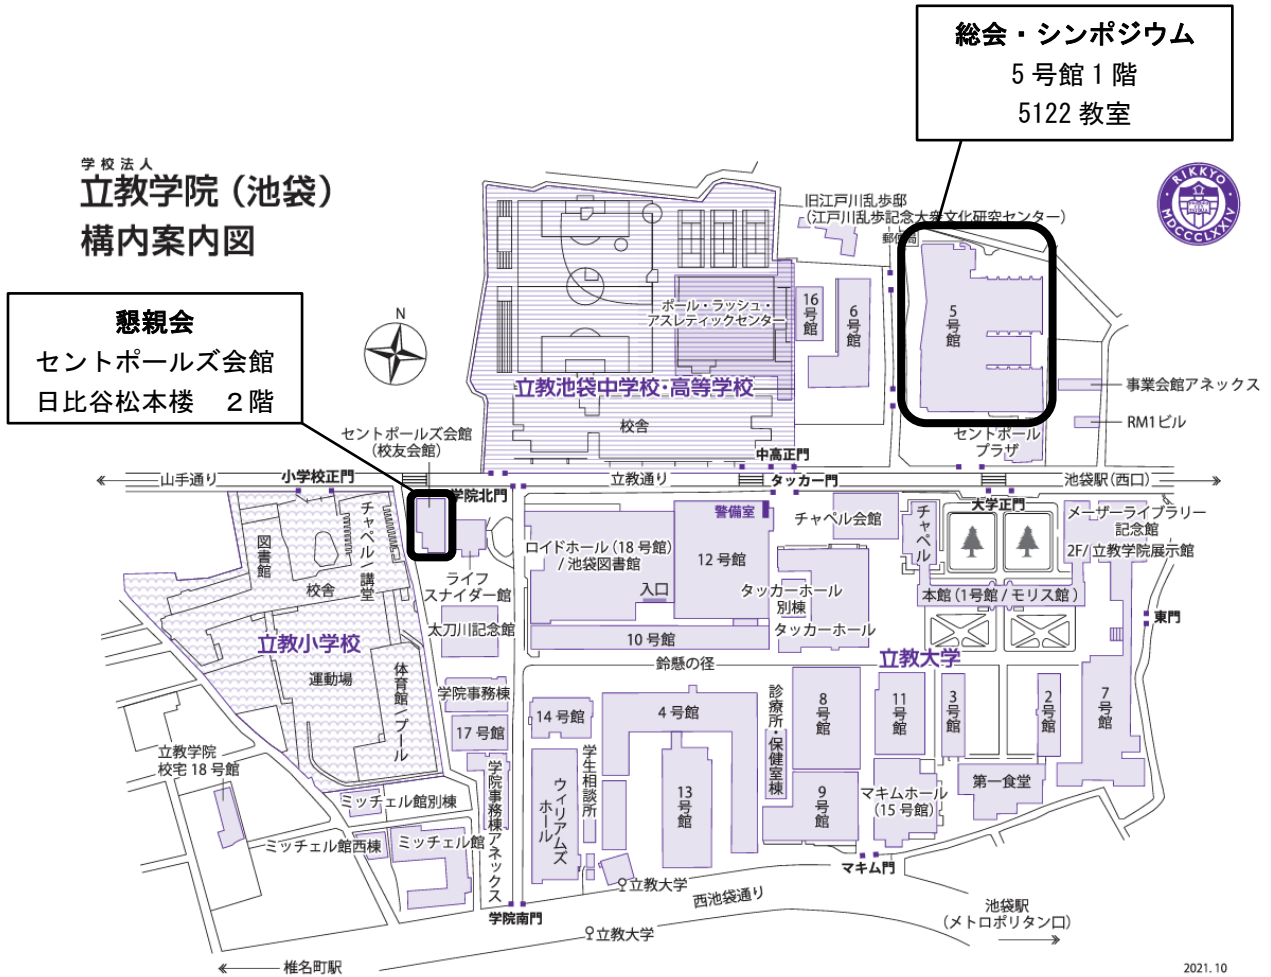 総会・シンポジウム
5号館1階
5122教室
学校法人
立教学院（池袋）
構内案内図
RIKKYO
MDCCCLXXIV
懇親会
セントポールズ会館
日比谷松本楼　２階
N
旧江戸川乱歩邸
（江戸川乱歩記念大衆文化研究センター）
郵便局
ポール・ラッシュ・
アスレティックセンター
16号館
6号館
5号館
立教池袋中学校・高等学校
校舎
事業会館アネックス
RM1ビル
セントポール
プラザ
セントポールズ会館
（校友会館）
中高正門
山手通り
小学校正門
立教通り
タッカー門
池袋駅（西口）
学院北門
大学正門
図書館
チャペル/講堂
校舎
警備室
チャペル会館
チャペル
メーザーライブラリー
記念館
2F/立教学院展示館
ロイドホール（18号館）
/池袋図書館
12号館
入口
ライフ
スナイダー館
タッカーホール
別棟
本館（1号館/モリス館）
東門
太刀川記念館
10号館
タッカーホール
立教小学校
立教大学
鈴懸の径
運動場
体育館/プール
学院事務棟
14号館
4号館
診療所・保健室棟
8号館
11号館
3号館
2号館
7号館
17号館
立教学院
校宅18号館
学院事務棟アネックス
学生相談所
ウィリアムズ
ホール
13号館
9号館
マキムホール
（15号館）
第一食堂
ミッチェル館別棟
ミッチェル館西棟
ミッチェル館
マキム門
立教大学
西池袋通り
学院南門
立教大学
池袋駅
（メトロポリタン口）
椎名町駅
2021.10